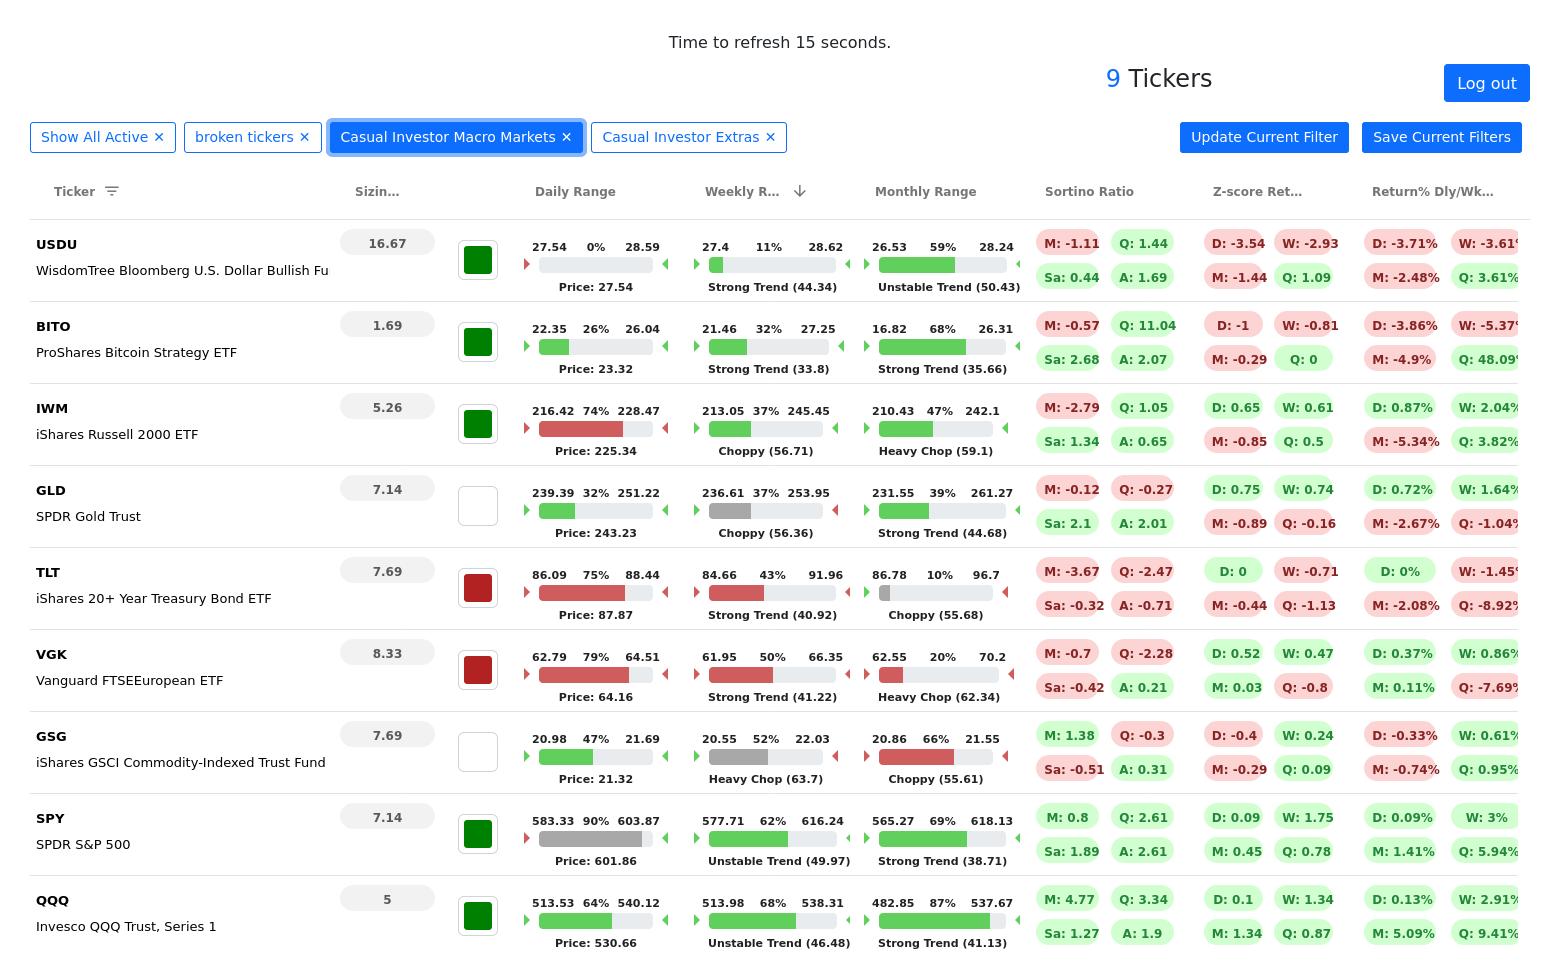 Time to refresh 15 seconds.
9 Tickers
Log out
Show All Active ✕ broken tickers ✕ Casual Investor Macro Markets ✕ Casual Investor Extras ✕ Update Current Filter Save Current Filters
Ticker Sizin... Daily Range Weekly R... Monthly Range Sortino Ratio Z-score Ret... Return% Dly/Wk...
USDU 16.67 M: -1.11 Q: 1.44 D: -3.54 W: -2.93 D: -3.71% W: -3.61%
27.54 0% 28.59 27.4 11% 28.62 26.53 59% 28.24
WisdomTree Bloomberg U.S. Dollar Bullish Fu Sa: 0.44 A: 1.69 M: -1.44 Q: 1.09 M: -2.48% Q: 3.61%
Price: 27.54 Strong Trend (44.34) Unstable Trend (50.43)
BITO 1.69 M: -0.57 Q: 11.04 D: -1 W: -0.81 D: -3.86% W: -5.37%
22.35 26% 26.04 21.46 32% 27.25 16.82 68% 26.31
ProShares Bitcoin Strategy ETF Sa: 2.68 A: 2.07 M: -0.29 Q: 0 M: -4.9% Q: 48.09%
Price: 23.32 Strong Trend (33.8) Strong Trend (35.66)
IWM 5.26 M: -2.79 Q: 1.05 D: 0.65 W: 0.61 D: 0.87% W: 2.04%
216.42 74% 228.47 213.05 37% 245.45 210.43 47% 242.1
iShares Russell 2000 ETF Sa: 1.34 A: 0.65 M: -0.85 Q: 0.5 M: -5.34% Q: 3.82%
Price: 225.34 Choppy (56.71) Heavy Chop (59.1)
GLD 7.14 M: -0.12 Q: -0.27 D: 0.75 W: 0.74 D: 0.72% W: 1.64%
239.39 32% 251.22 236.61 37% 253.95 231.55 39% 261.27
SPDR Gold Trust Sa: 2.1 A: 2.01 M: -0.89 Q: -0.16 M: -2.67% Q: -1.04%
Price: 243.23 Choppy (56.36) Strong Trend (44.68)
TLT 7.69 M: -3.67 Q: -2.47 D: 0 W: -0.71 D: 0% W: -1.45%
86.09 75% 88.44 84.66 43% 91.96 86.78 10% 96.7
iShares 20+ Year Treasury Bond ETF Sa: -0.32 A: -0.71 M: -0.44 Q: -1.13 M: -2.08% Q: -8.92%
Price: 87.87 Strong Trend (40.92) Choppy (55.68)
VGK 8.33 M: -0.7 Q: -2.28 D: 0.52 W: 0.47 D: 0.37% W: 0.86%
62.79 79% 64.51 61.95 50% 66.35 62.55 20% 70.2
Vanguard FTSEEuropean ETF Sa: -0.42 A: 0.21 M: 0.03 Q: -0.8 M: 0.11% Q: -7.69%
Price: 64.16 Strong Trend (41.22) Heavy Chop (62.34)
GSG 7.69 M: 1.38 Q: -0.3 D: -0.4 W: 0.24 D: -0.33% W: 0.61%
20.98 47% 21.69 20.55 52% 22.03 20.86 66% 21.55
iShares GSCI Commodity-Indexed Trust Fund Sa: -0.51 A: 0.31 M: -0.29 Q: 0.09 M: -0.74% Q: 0.95%
Price: 21.32 Heavy Chop (63.7) Choppy (55.61)
SPY 7.14 M: 0.8 Q: 2.61 D: 0.09 W: 1.75 D: 0.09% W: 3%
583.33 90% 603.87 577.71 62% 616.24 565.27 69% 618.13
SPDR S&P 500 Sa: 1.89 A: 2.61 M: 0.45 Q: 0.78 M: 1.41% Q: 5.94%
Price: 601.86 Unstable Trend (49.97) Strong Trend (38.71)
QQQ 5 M: 4.77 Q: 3.34 D: 0.1 W: 1.34 D: 0.13% W: 2.91%
513.53 64% 540.12 513.98 68% 538.31 482.85 87% 537.67
Invesco QQQ Trust, Series 1 Sa: 1.27 A: 1.9 M: 1.34 Q: 0.87 M: 5.09% Q: 9.41%
Price: 530.66 Unstable Trend (46.48) Strong Trend (41.13)